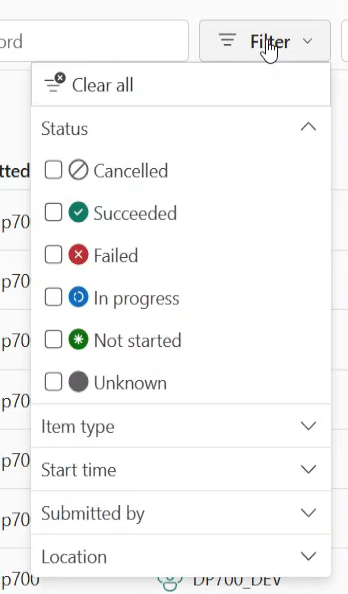 ord
Filter
Clear all
tted
Status
Cancelled
Succeeded
p70
Failed
p70
In progress
Not started
p70
Unknown
p70
Item type
p70
Start time
Submitted by
p70
Location
p700
DP700_DEV